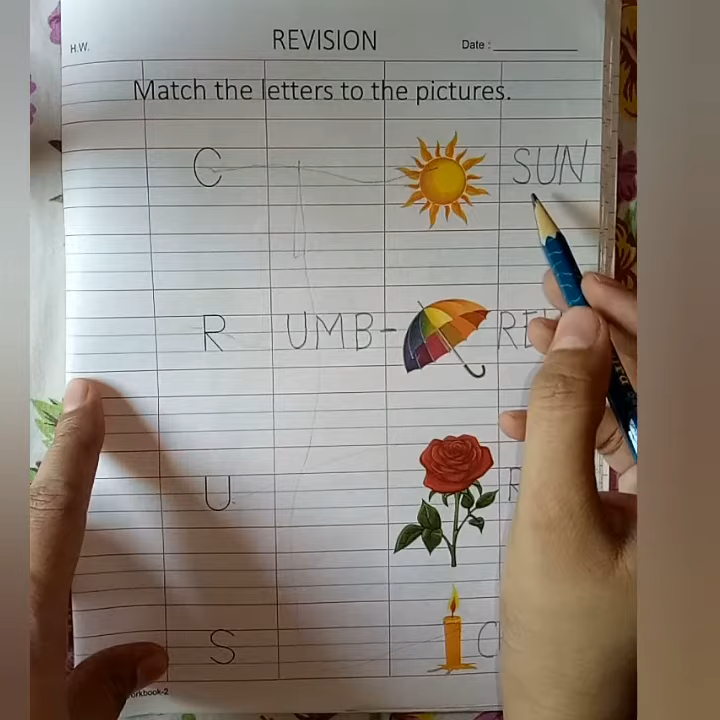 H.W. REVISION Date :
Match the letters to the pictures.
C SUN
R UMB-
U
S